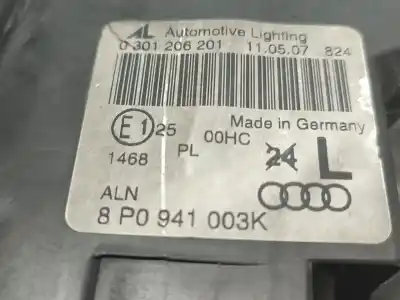 AL Automotive Lighting
0 301 206 201 11.05.07 824
Made in Germany
E1 25 00HC
1468 PL 24 L
ALN
8 P0 941 003K